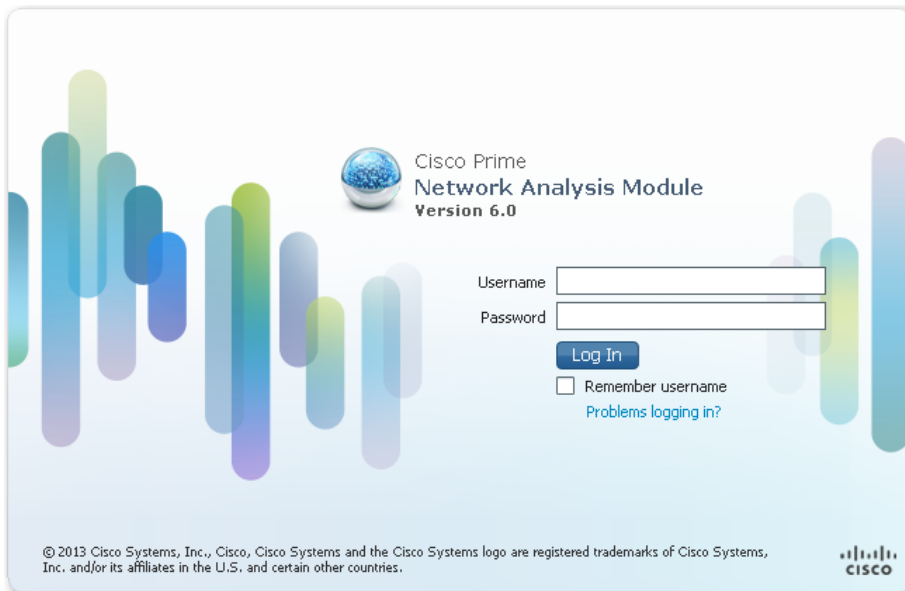 Cisco Prime
Network Analysis Module
Version 6.0
Username
Password
Log In
Remember username
Problems logging in?
© 2013 Cisco Systems, Inc., Cisco, Cisco Systems and the Cisco Systems logo are registered trademarks of Cisco Systems,
Inc. and/or its affiliates in the U.S. and certain other countries.
CISCO